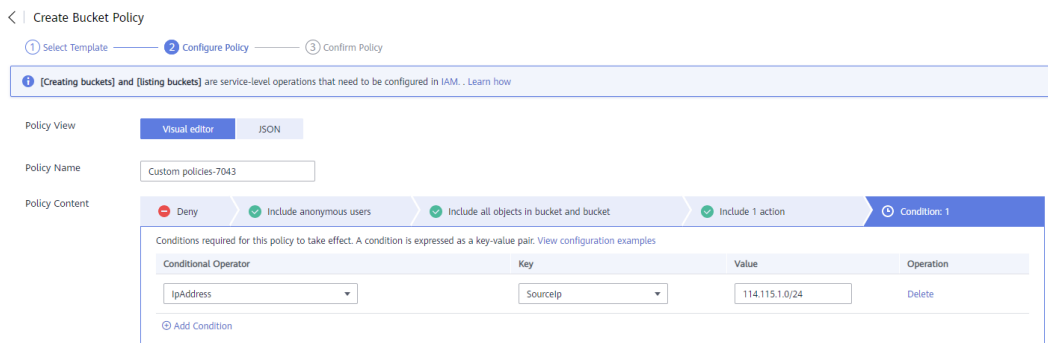 Create Bucket Policy
1 Select Template 2 Configure Policy 3 Confirm Policy
[Creating buckets] and [listing buckets] are service-level operations that need to be configured in IAM. . Learn how
Policy View Visual editor JSON
Policy Name Custom policies-7043
Policy Content Deny Include anonymous users Include all objects in bucket and bucket Include 1 action Condition: 1
Conditions required for this policy to take effect. A condition is expressed as a key-value pair. View configuration examples
Conditional Operator Key Value Operation
IpAddress SourceIp 114.115.1.0/24 Delete
Add Condition